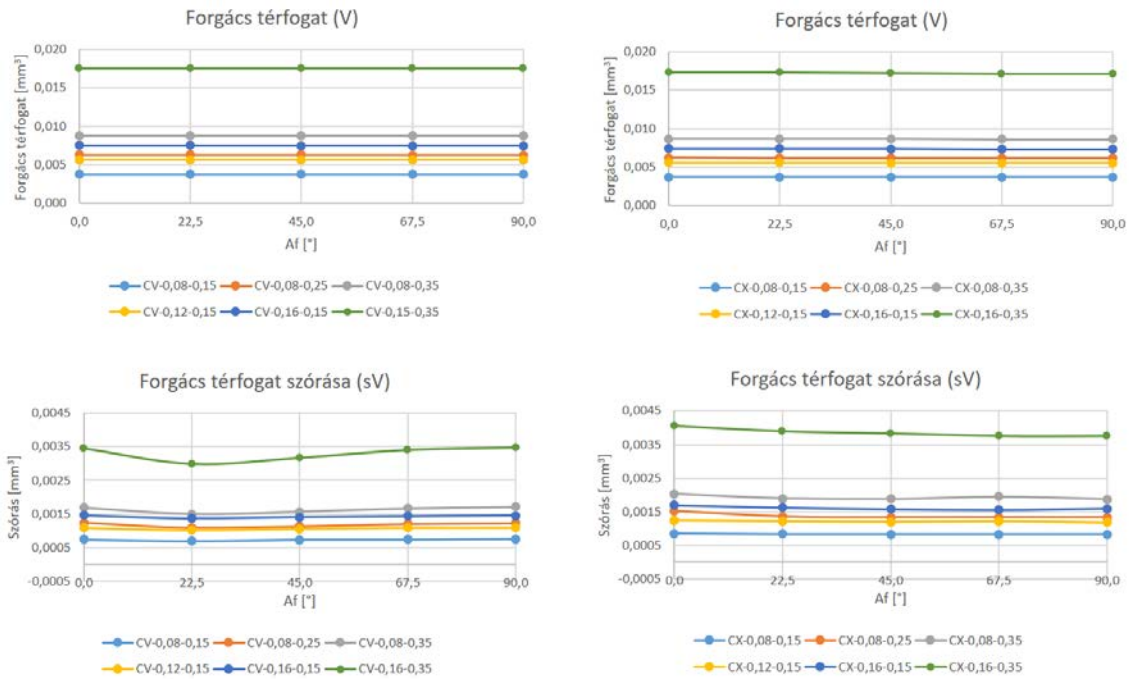 Forgács térfogat (V)
Forgács térfogat [mm³]
0,020
0,015
0,010
0,005
0,000
0,0 22,5 45,0 67,5 90,0
Af [°]
CV-0,08-0,15 CV-0,08-0,25 CV-0,08-0,35
CV-0,12-0,15 CV-0,16-0,15 CV-0,15-0,35
Forgács térfogat (V)
Forgács térfogat [mm³]
0,020
0,015
0,010
0,005
0,000
0,0 22,5 45,0 67,5 90,0
Af [°]
CX-0,08-0,15 CX-0,08-0,25 CX-0,08-0,35
CX-0,12-0,15 CX-0,16-0,15 CX-0,16-0,35
Forgács térfogat szórása (sV)
Szórás [mm³]
0,0045
0,0035
0,0025
0,0015
0,0005
-0,0005
0,0 22,5 45,0 67,5 90,0
Af [°]
CV-0,08-0,15 CV-0,08-0,25 CV-0,08-0,35
CV-0,12-0,15 CV-0,16-0,15 CV-0,16-0,35
Forgács térfogat szórása (sV)
Szórás [mm³]
0,0045
0,0035
0,0025
0,0015
0,0005
-0,0005
0,0 22,5 45,0 67,5 90,0
Af [°]
CX-0,08-0,15 CX-0,08-0,25 CX-0,08-0,35
CX-0,12-0,15 CX-0,16-0,15 CX-0,16-0,35